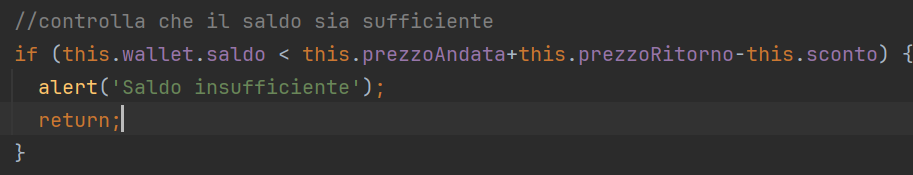 //controlla che il saldo sia sufficiente
if (this.wallet.saldo < this.prezzoAndata+this.prezzoRitorno-this.sconto) {
alert('Saldo insufficiente');
return;
}